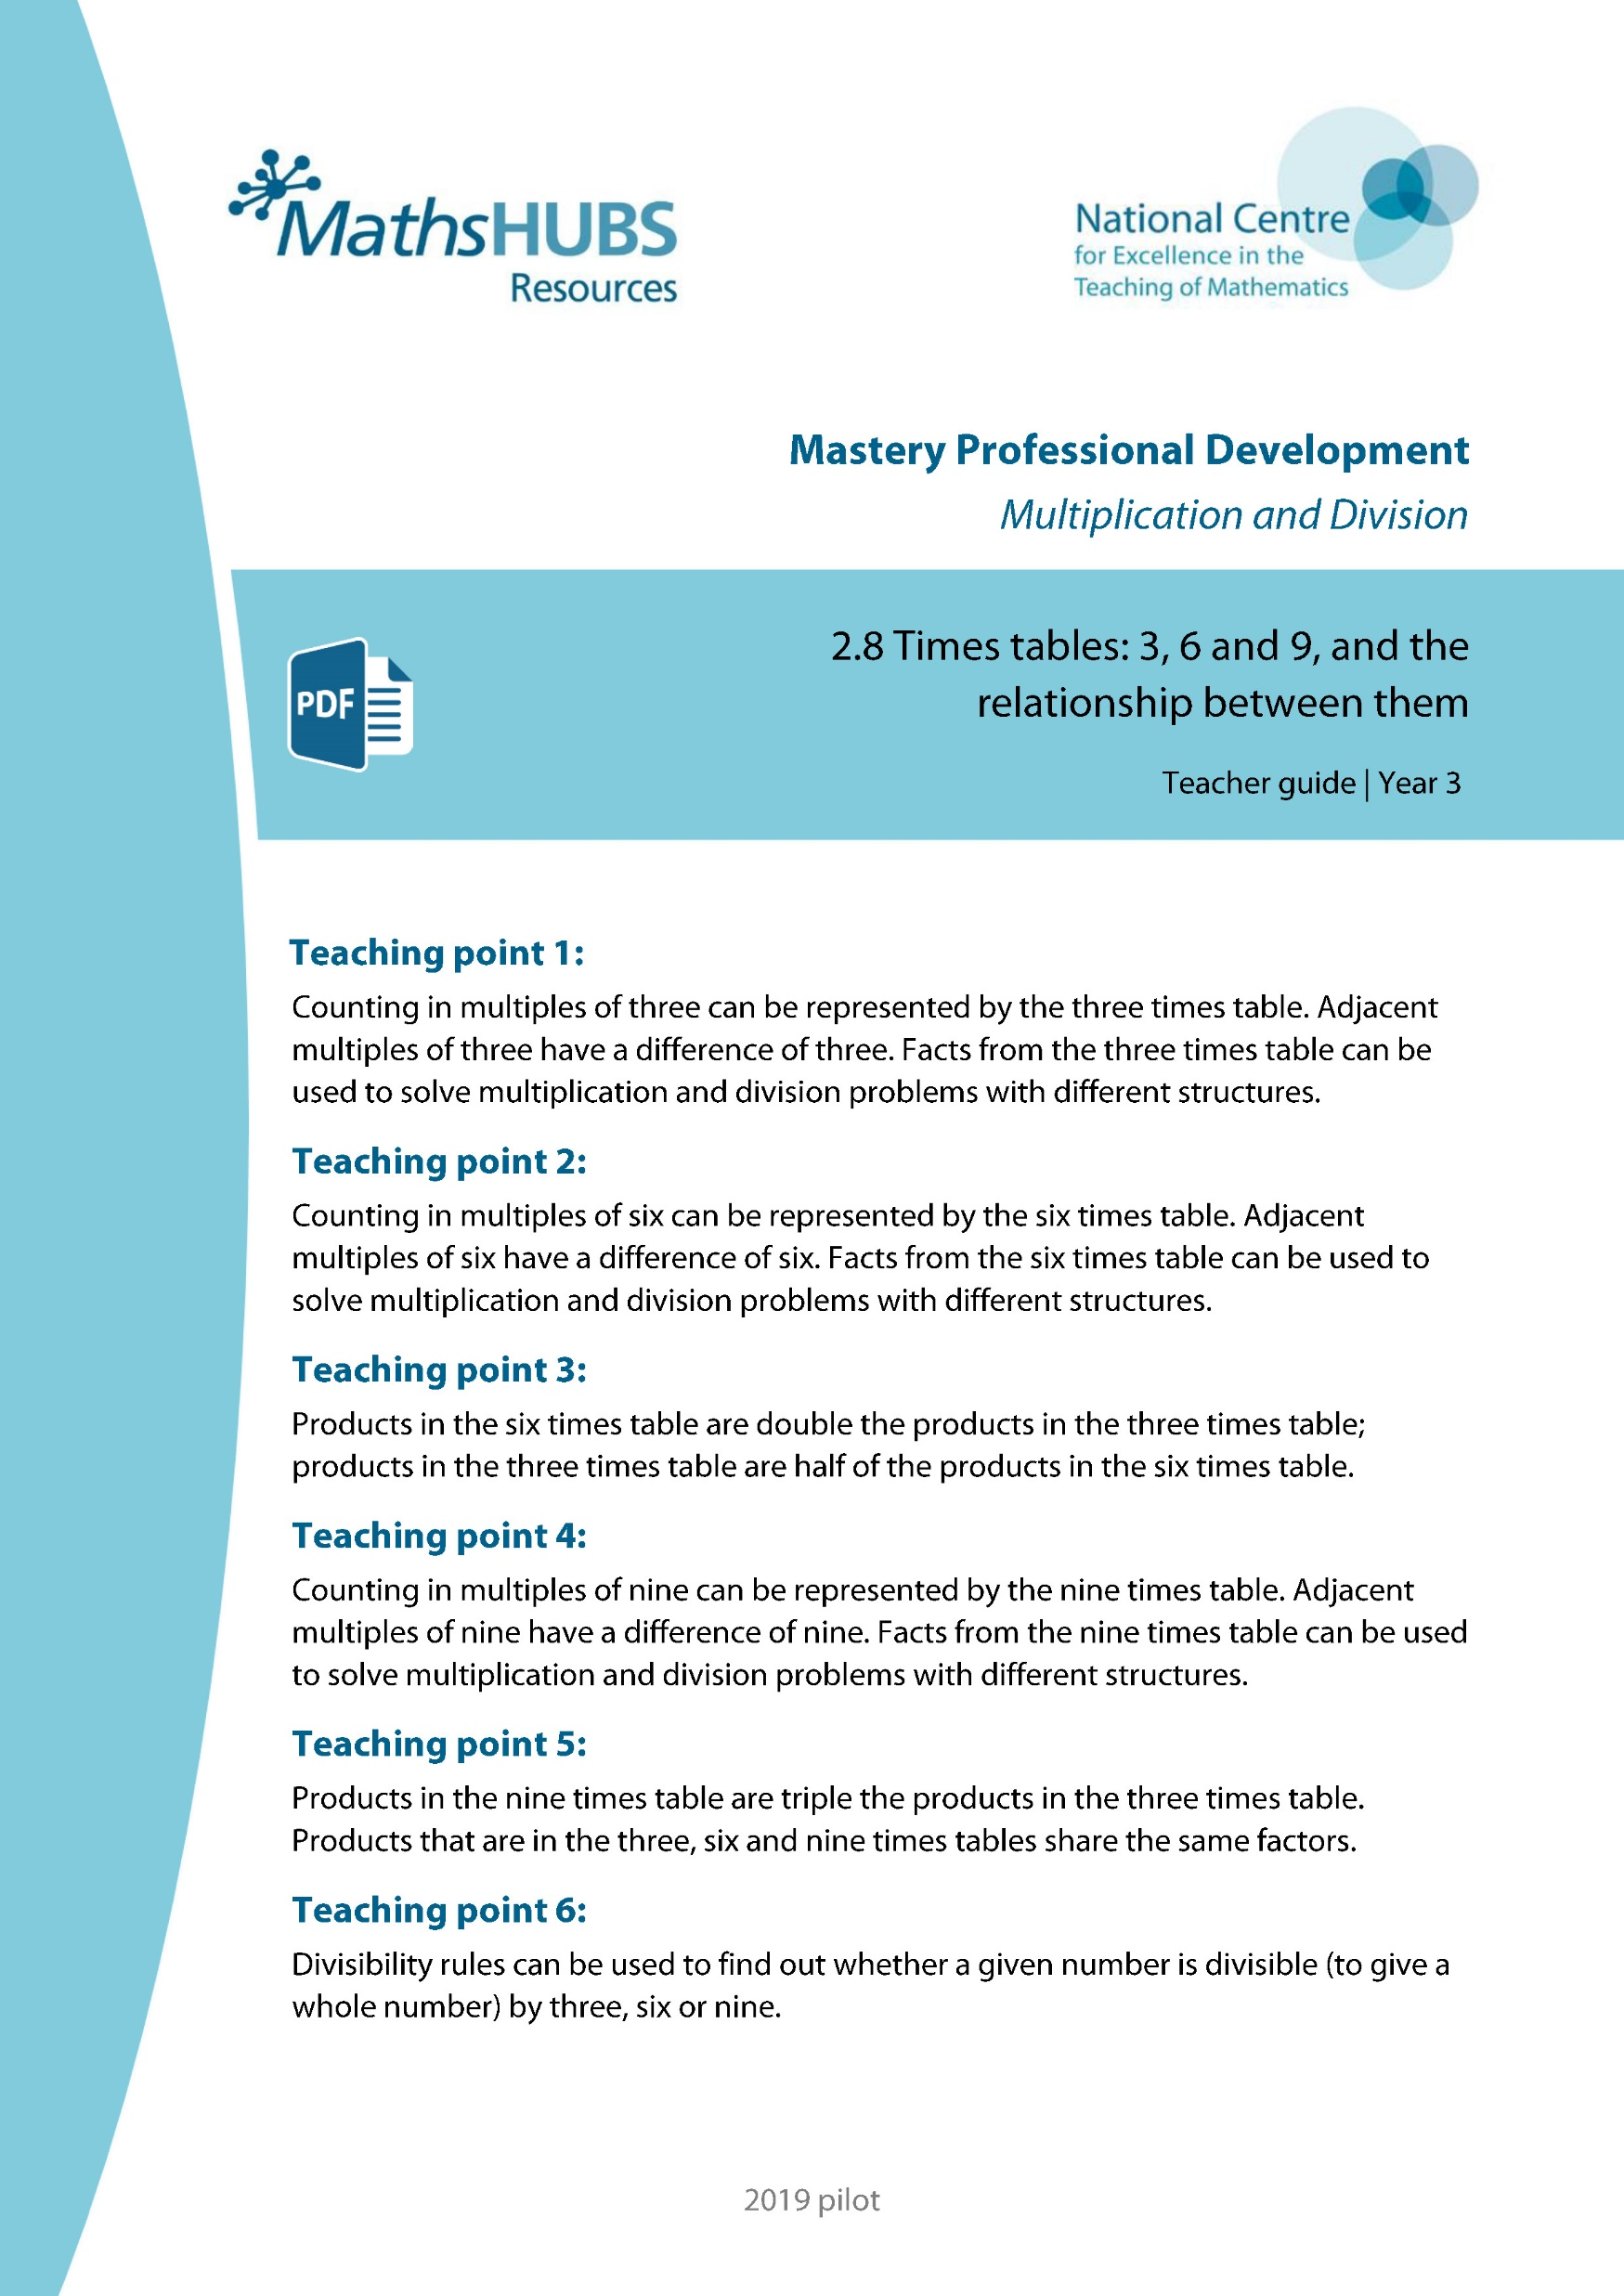 MathsHUBS
Resources
National Centre
for Excellence in the
Teaching of Mathematics
Mastery Professional Development
Multiplication and Division
PDF
2.8 Times tables: 3, 6 and 9, and the
relationship between them
Teacher guide | Year 3
Teaching point 1:
Counting in multiples of three can be represented by the three times table. Adjacent
multiples of three have a difference of three. Facts from the three times table can be
used to solve multiplication and division problems with different structures.
Teaching point 2:
Counting in multiples of six can be represented by the six times table. Adjacent
multiples of six have a difference of six. Facts from the six times table can be used to
solve multiplication and division problems with different structures.
Teaching point 3:
Products in the six times table are double the products in the three times table;
products in the three times table are half of the products in the six times table.
Teaching point 4:
Counting in multiples of nine can be represented by the nine times table. Adjacent
multiples of nine have a difference of nine. Facts from the nine times table can be used
to solve multiplication and division problems with different structures.
Teaching point 5:
Products in the nine times table are triple the products in the three times table.
Products that are in the three, six and nine times tables share the same factors.
Teaching point 6:
Divisibility rules can be used to find out whether a given number is divisible (to give a
whole number) by three, six or nine.
2019 pilot